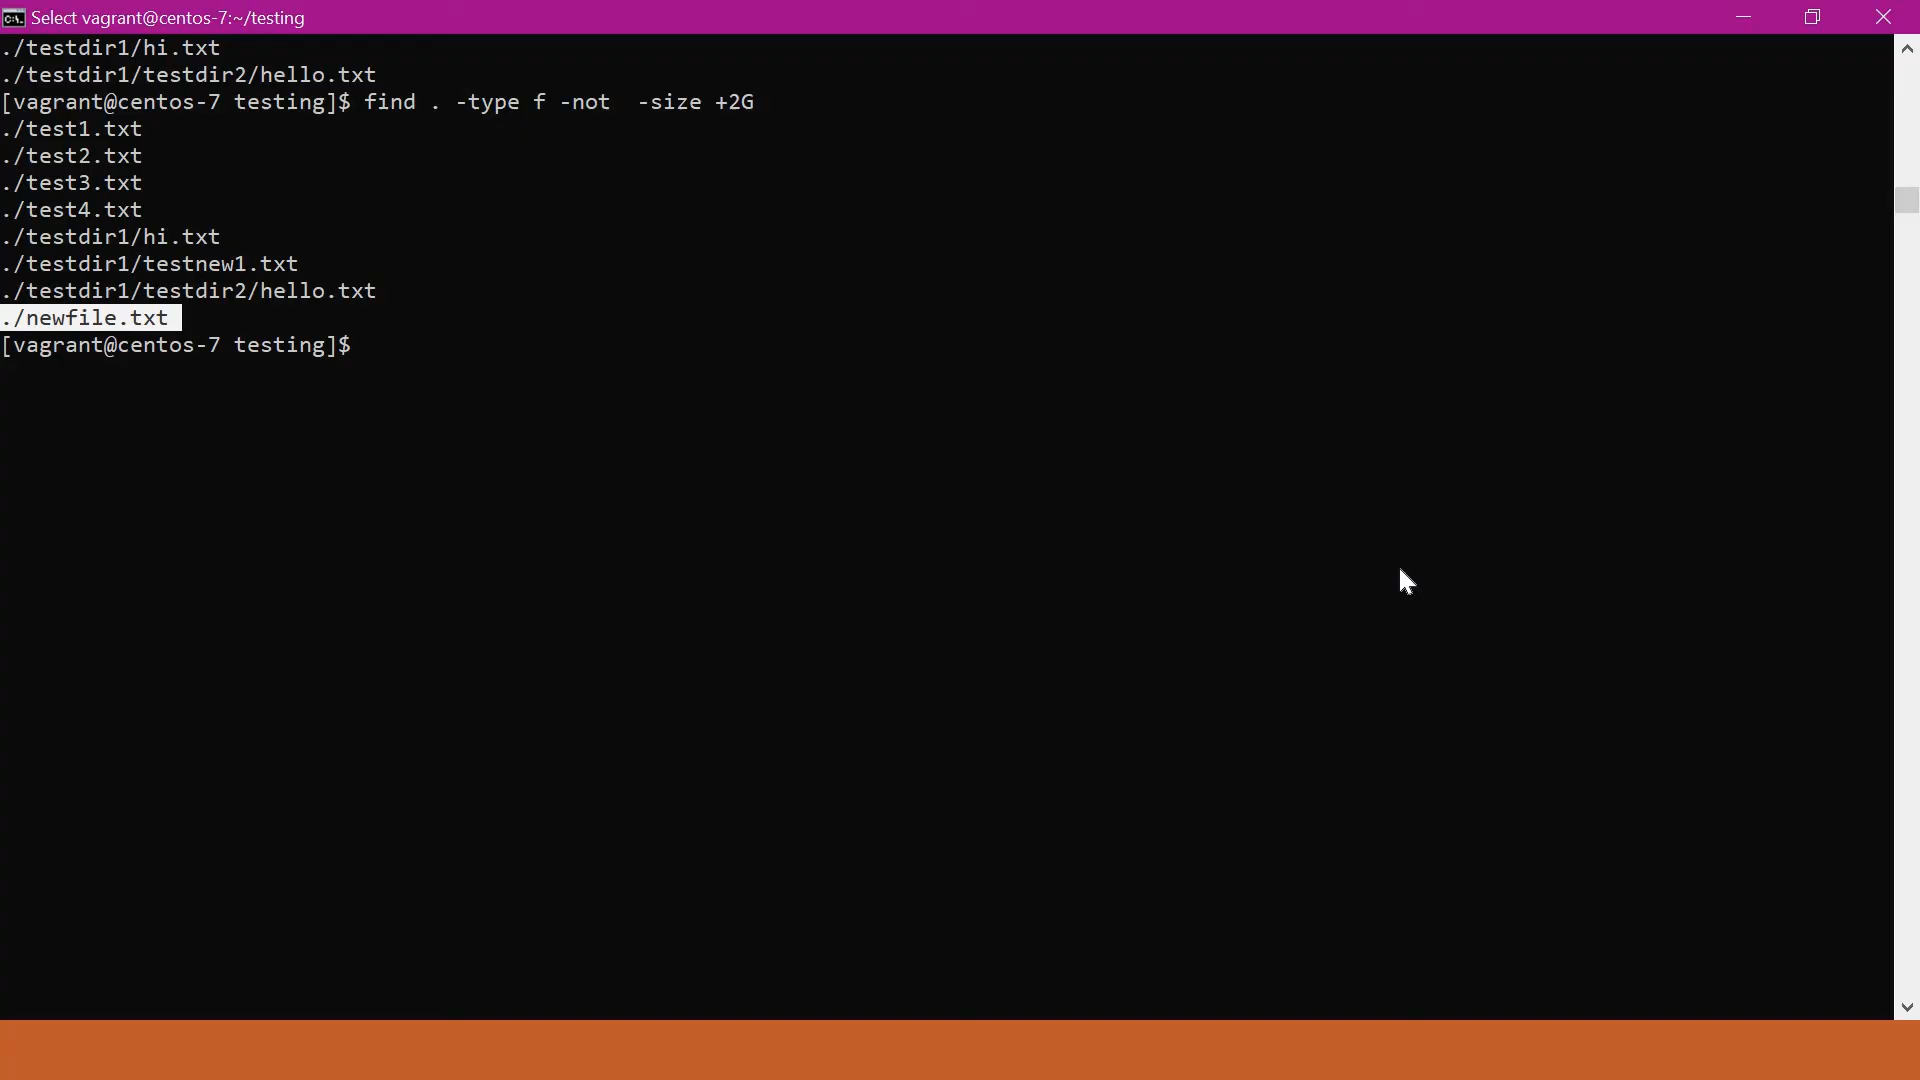 Select vagrant@centos-7:~/testing
./testdir1/hi.txt
./testdir1/testdir2/hello.txt
[vagrant@centos-7 testing]$ find . -type f -not  -size +2G
./test1.txt
./test2.txt
./test3.txt
./test4.txt
./testdir1/hi.txt
./testdir1/testnew1.txt
./testdir1/testdir2/hello.txt
./newfile.txt
[vagrant@centos-7 testing]$